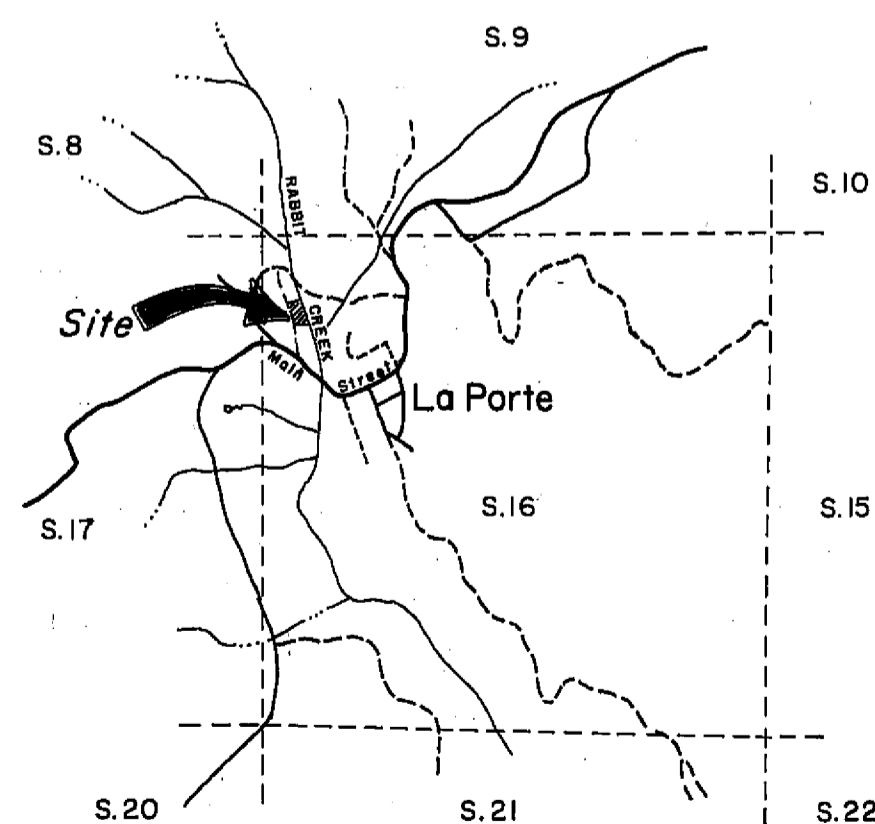 S.9
S.8
S.10
RABBIT
CREEK
Site
Main
Street
La Porte
S.17
S.16
S.15
S.20
S.21
S.22